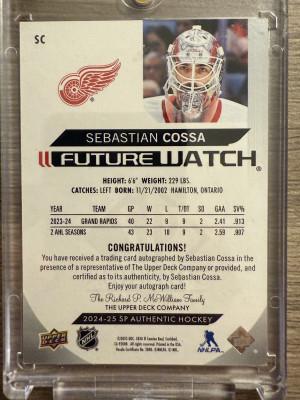 SC
SEBASTIAN COSSA
FUTURE WATCH
HEIGHT: 6'6" WEIGHT: 229 LBS.
CATCHES: LEFT BORN: 11/21/2002 HAMILTON, ONTARIO
YEAR TEAM GP W L T/OT SO GAA SV%
2023-24 GRAND RAPIDS 40 22 9 9 2 2.41 .913
2 AHL SEASONS 43 23 10 9 2 2.59 .907
CONGRATULATIONS!
You have received a trading card autographed by Sebastian Cossa in the
presence of a representative of The Upper Deck Company or provided, and
certified as to its authenticity, by Sebastian Cossa.
Enjoy your autograph card!
The Richard P. McWilliam Family
THE UPPER DECK COMPANY
2024-25 SP AUTHENTIC HOCKEY
UPPER DECK
NHL
NHLPA